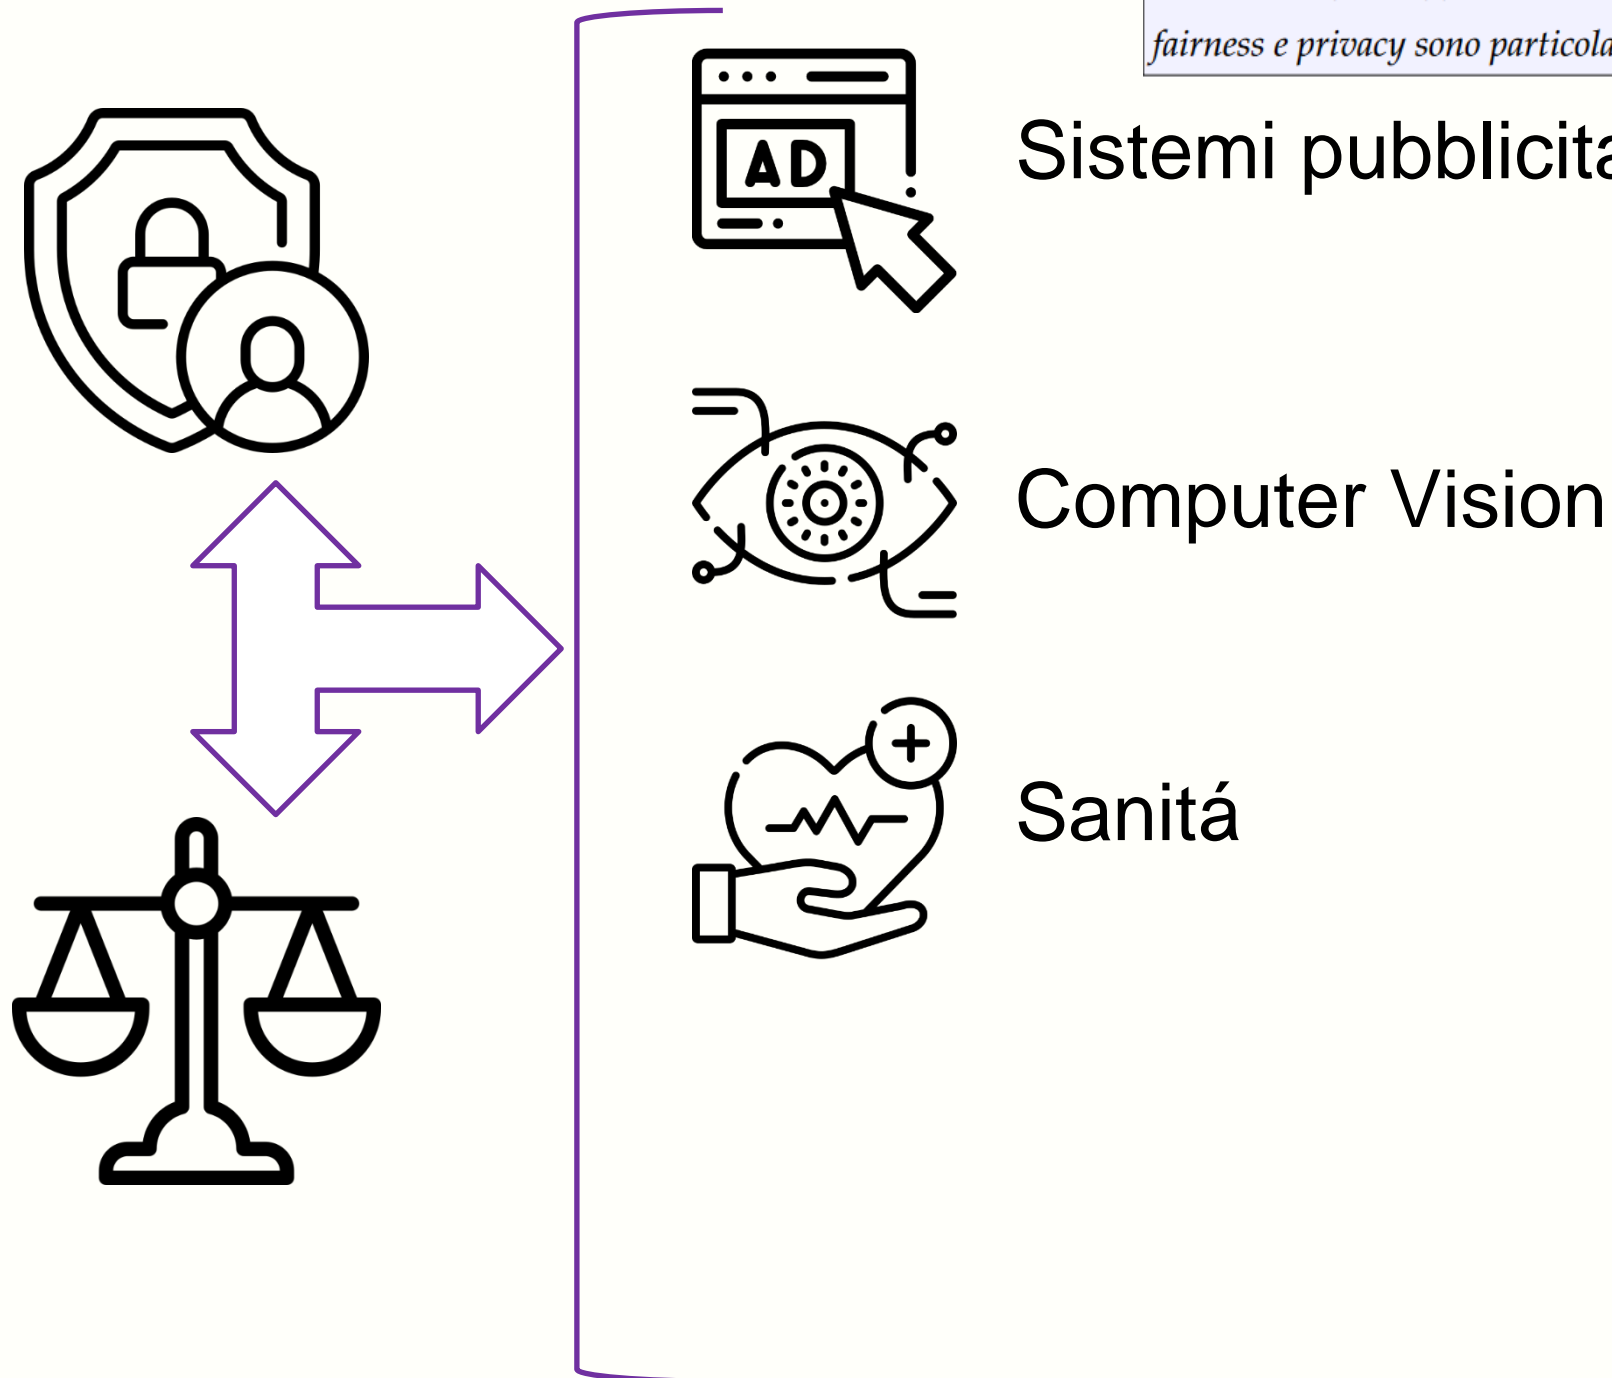 fairness e privacy sono
AD
Computer Vision
Sistemi
Sanitá